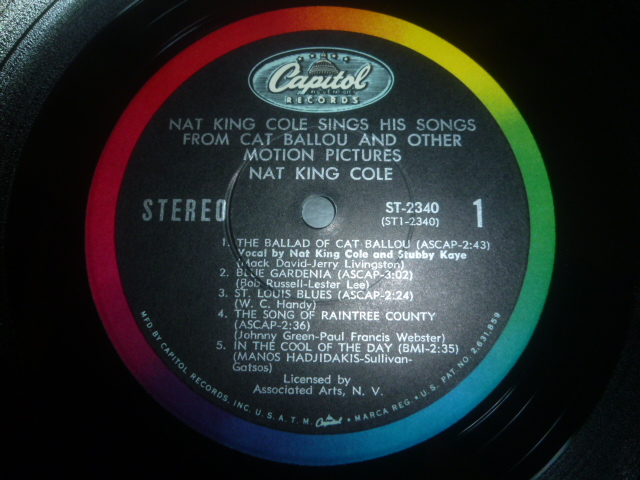 Capitol
RECORDS
NAT KING COLE SINGS HIS SONGS
FROM CAT BALLOU AND OTHER
MOTION PICTURES
NAT KING COLE
STEREO
ST-2340
(ST1-2340)
1
1. THE BALLAD OF CAT BALLOU (ASCAP-2:43)
Vocal by Nat King Cole and Stubby Kaye
(Mack David-Jerry Livingston)
2. BLUE GARDENIA (ASCAP-3:02)
(Bob Russell-Lester Lee)
3. ST. LOUIS BLUES (ASCAP-2:24)
(W. C. Handy)
4. THE SONG OF RAINTREE COUNTY
(ASCAP-2:36)
(Johnny Green-Paul Francis Webster)
5. IN THE COOL OF THE DAY (BMI-2:35)
(MANOS HADJIDAKIS-Sullivan-
Gatsos)
Licensed by
Associated Arts, N. V.
MFD BY CAPITOL RECORDS, INC. U.S.A. T.M. Capitol • MARCA REG. • U.S. PAT. NO. 2,631,859